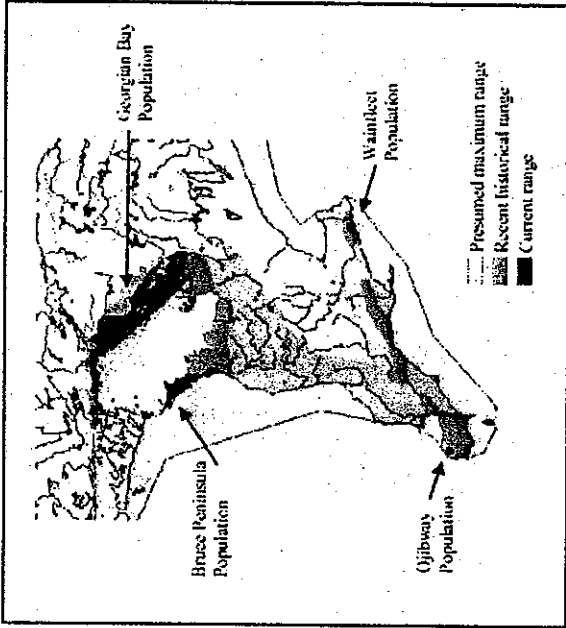 Georgian Bay
Population
Wainfleet
Population
Bruce Peninsula
Population
Ojibway
Population
Presumed maximum range
Recent historical range
Current range